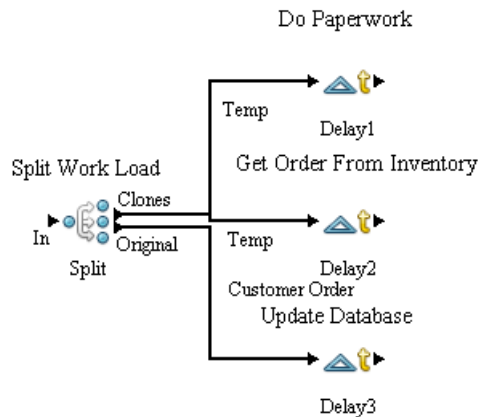 Do Paperwork
Temp
Delay1
Split Work Load
Get Order From Inventory
Clones
In
Original
Temp
Split
Delay2
Customer Order
Update Database
Delay3